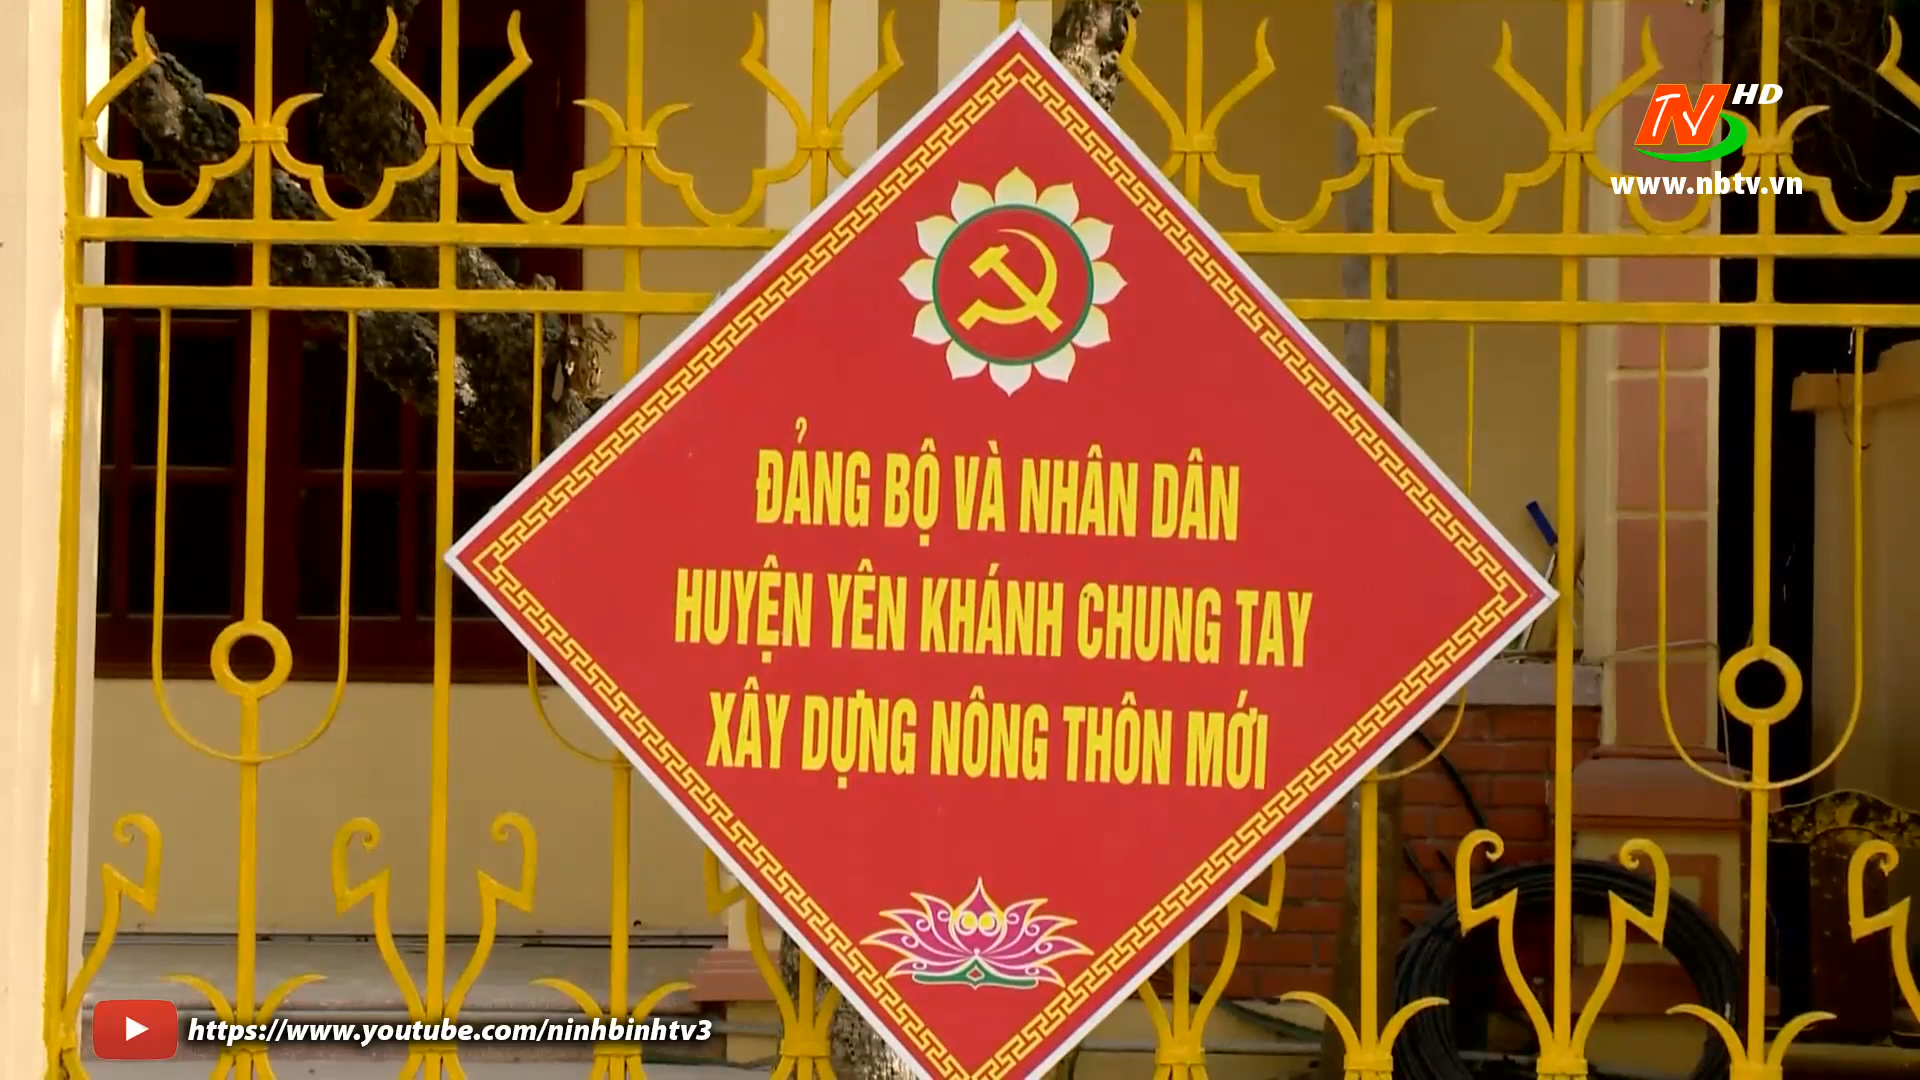 NTV HD
www.nbtv.vn
ĐẢNG BỘ VÀ NHÂN DÂN
HUYỆN YÊN KHÁNH CHUNG TAY
XÂY DỰNG NÔNG THÔN MỚI
https://www.youtube.com/ninhbinhtv3